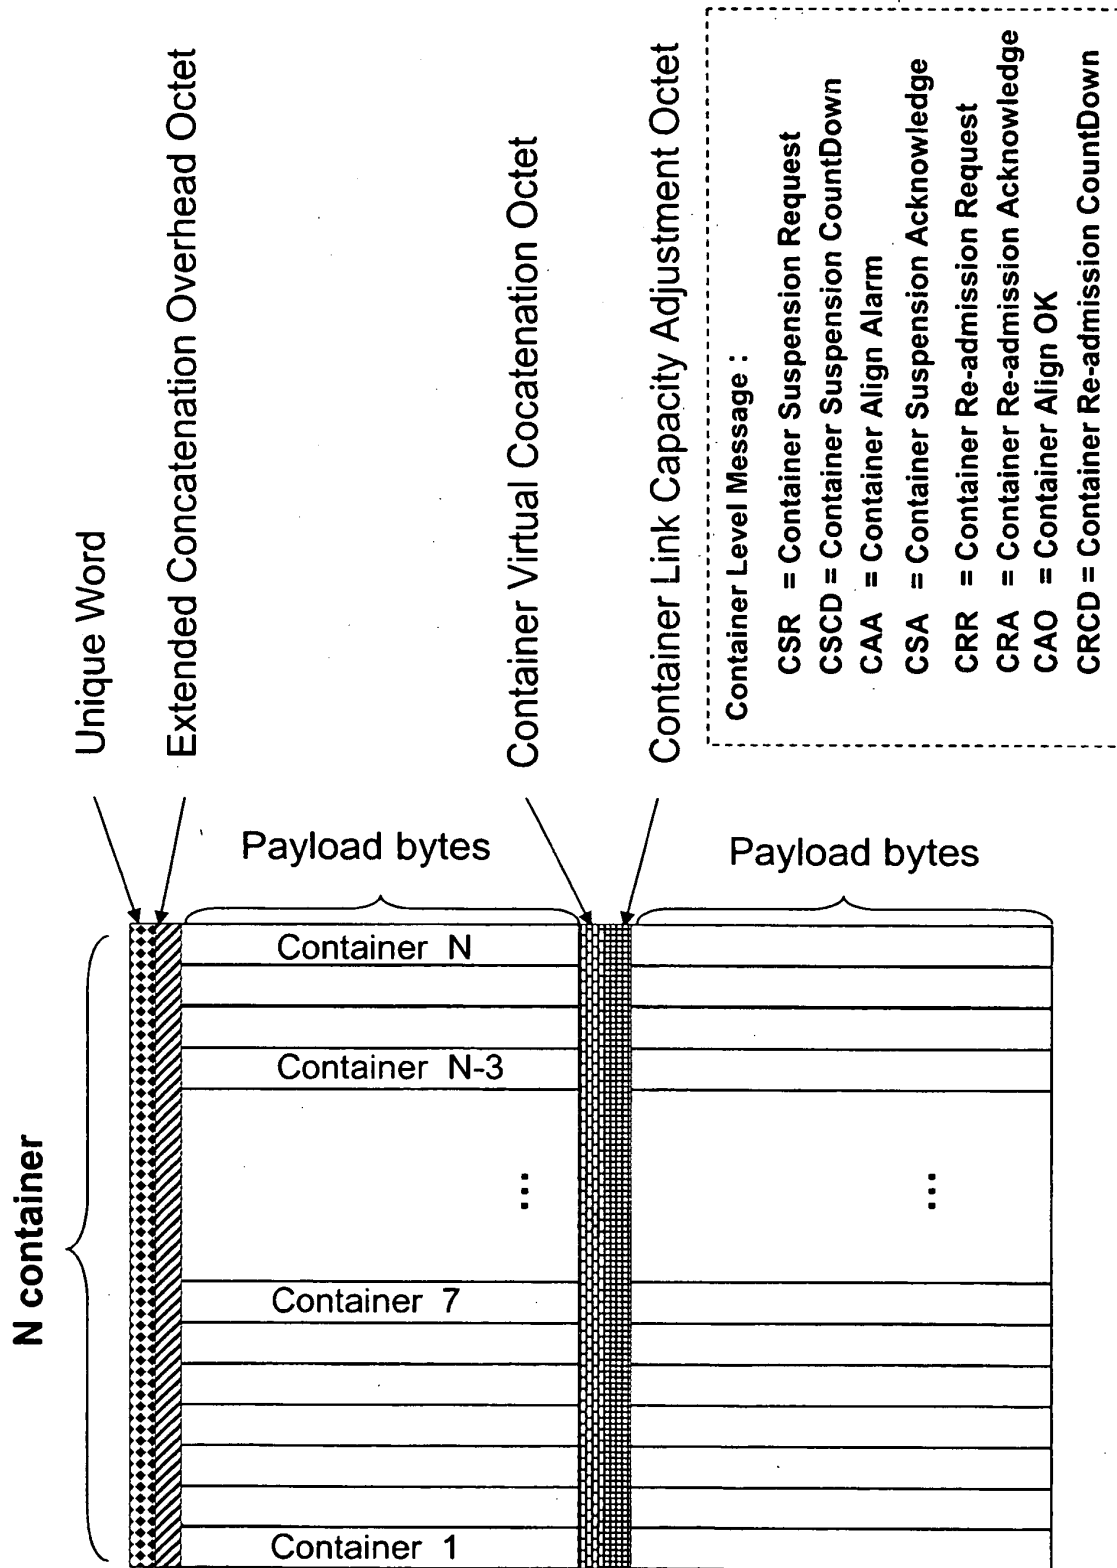 N container
Unique Word
Extended Concatenation Overhead Octet
Container 1
Container 7
...
Container N-3
Container N
Payload bytes
Container Virtual Cocatenation Octet
Container Link Capacity Adjustment Octet
...
Payload bytes
Container Level Message :
CSR = Container Suspension Request
CSCD = Container Suspension CountDown
CAA = Container Align Alarm
CSA = Container Suspension Acknowledge
CRR = Container Re-admission Request
CRA = Container Re-admission Acknowledge
CAO = Container Align OK
CRCD = Container Re-admission CountDown